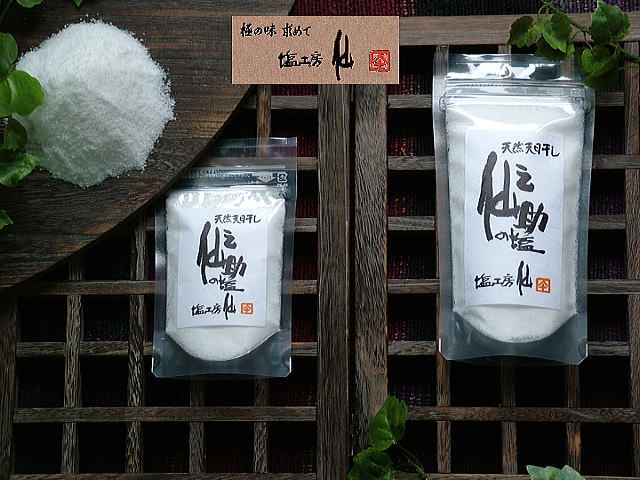 極の味 求めて
塩工房 仙
天然天日干し
仙之助の塩
塩工房 仙
天然天日干し
仙之助の塩
塩工房 仙